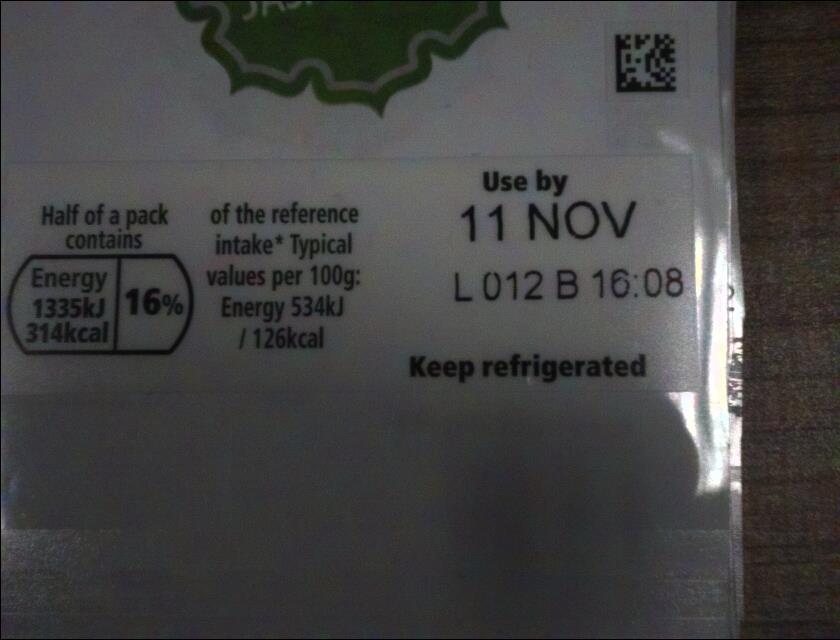 Half of a pack
contains
Energy
1335kJ
314kcal
16%
of the reference
intake* Typical
values per 100g:
Energy 534kJ
/ 126kcal
Use by
11 NOV
L 012 B 16:08
Keep refrigerated